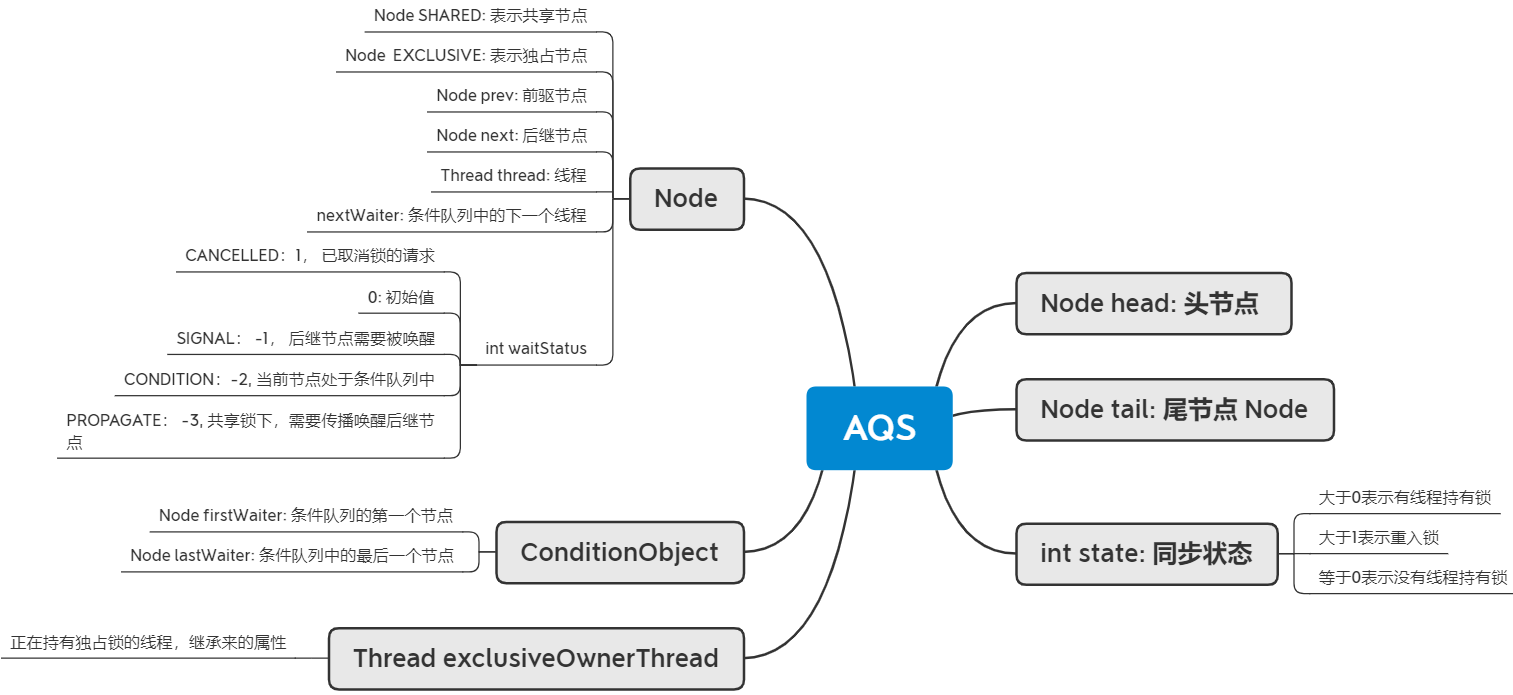 Node SHARED: 表示共享节点
Node EXCLUSIVE: 表示独占节点
Node prev: 前驱节点
Node next: 后继节点
Thread thread: 线程
nextWaiter: 条件队列中的下一个线程
CANCELLED：1， 已取消锁的请求
0: 初始值
SIGNAL： -1， 后继节点需要被唤醒
CONDITION：-2, 当前节点处于条件队列中
PROPAGATE： -3, 共享锁下，需要传播唤醒后继节
点
int waitStatus
Node
Node firstWaiter: 条件队列的第一个节点
Node lastWaiter: 条件队列中的最后一个节点
ConditionObject
正在持有独占锁的线程，继承来的属性
Thread exclusiveOwnerThread
AQS
Node head: 头节点
Node tail: 尾节点 Node
int state: 同步状态
大于0表示有线程持有锁
大于1表示重入锁
等于0表示没有线程持有锁